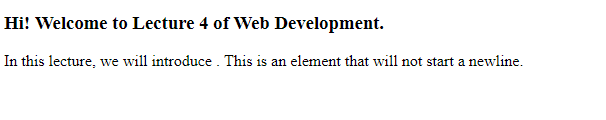 Hi! Welcome to Lecture 4 of Web Development.
In this lecture, we will introduce . This is an element that will not start a newline.